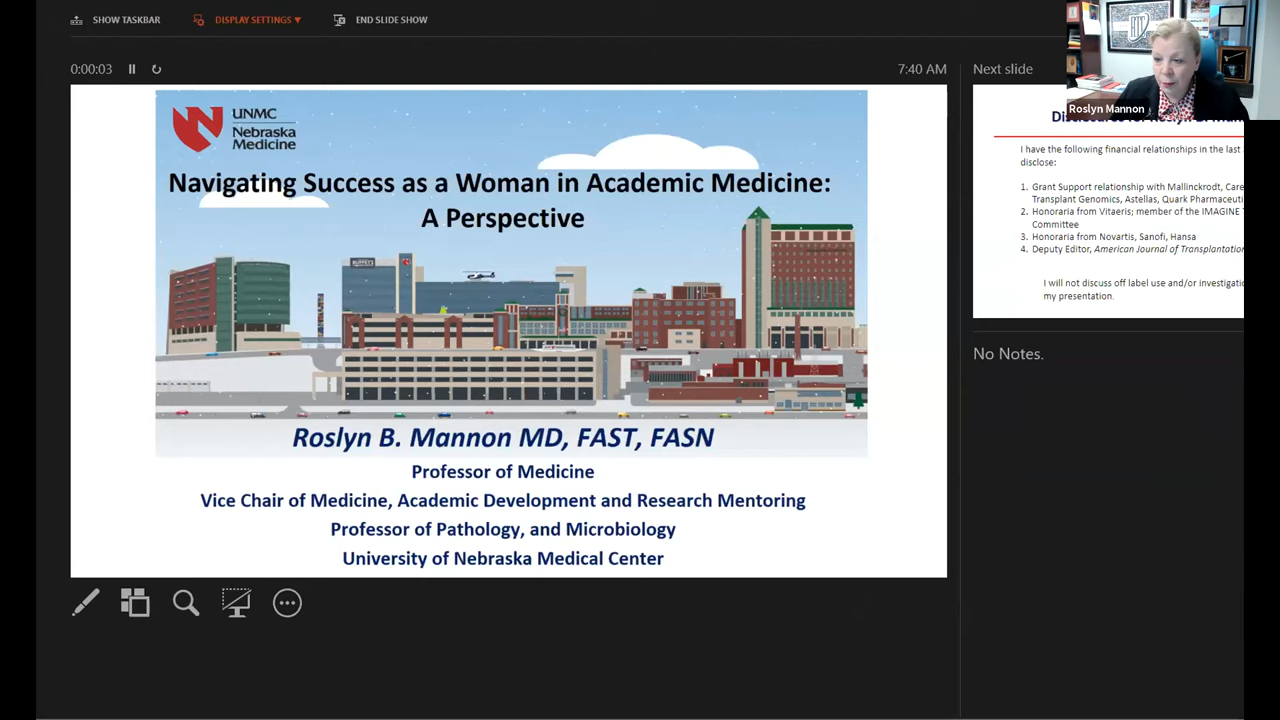 SHOW TASKBAR
DISPLAY SETTINGS
END SLIDE SHOW
0:00:03
7:40 AM
Next slide
Roslyn Mannon
UNMC
Nebraska
Medicine
Navigating Success as a Woman in Academic Medicine:
A Perspective
Roslyn B. Mannon MD, FAST, FASN
Professor of Medicine
Vice Chair of Medicine, Academic Development and Research Mentoring
Professor of Pathology, and Microbiology
University of Nebraska Medical Center
I have the following financial relationships in the last
disclose:
1. Grant Support relationship with Mallinckrodt, Care
Transplant Genomics, Astellas, Quark Pharmaceuti
2. Honoraria from Vitaeris; member of the IMAGINE T
Committee
3. Honoraria from Novartis, Sanofi, Hansa
4. Deputy Editor, American Journal of Transplantation
I will not discuss off label use and/or investigatio
my presentation.
No Notes.